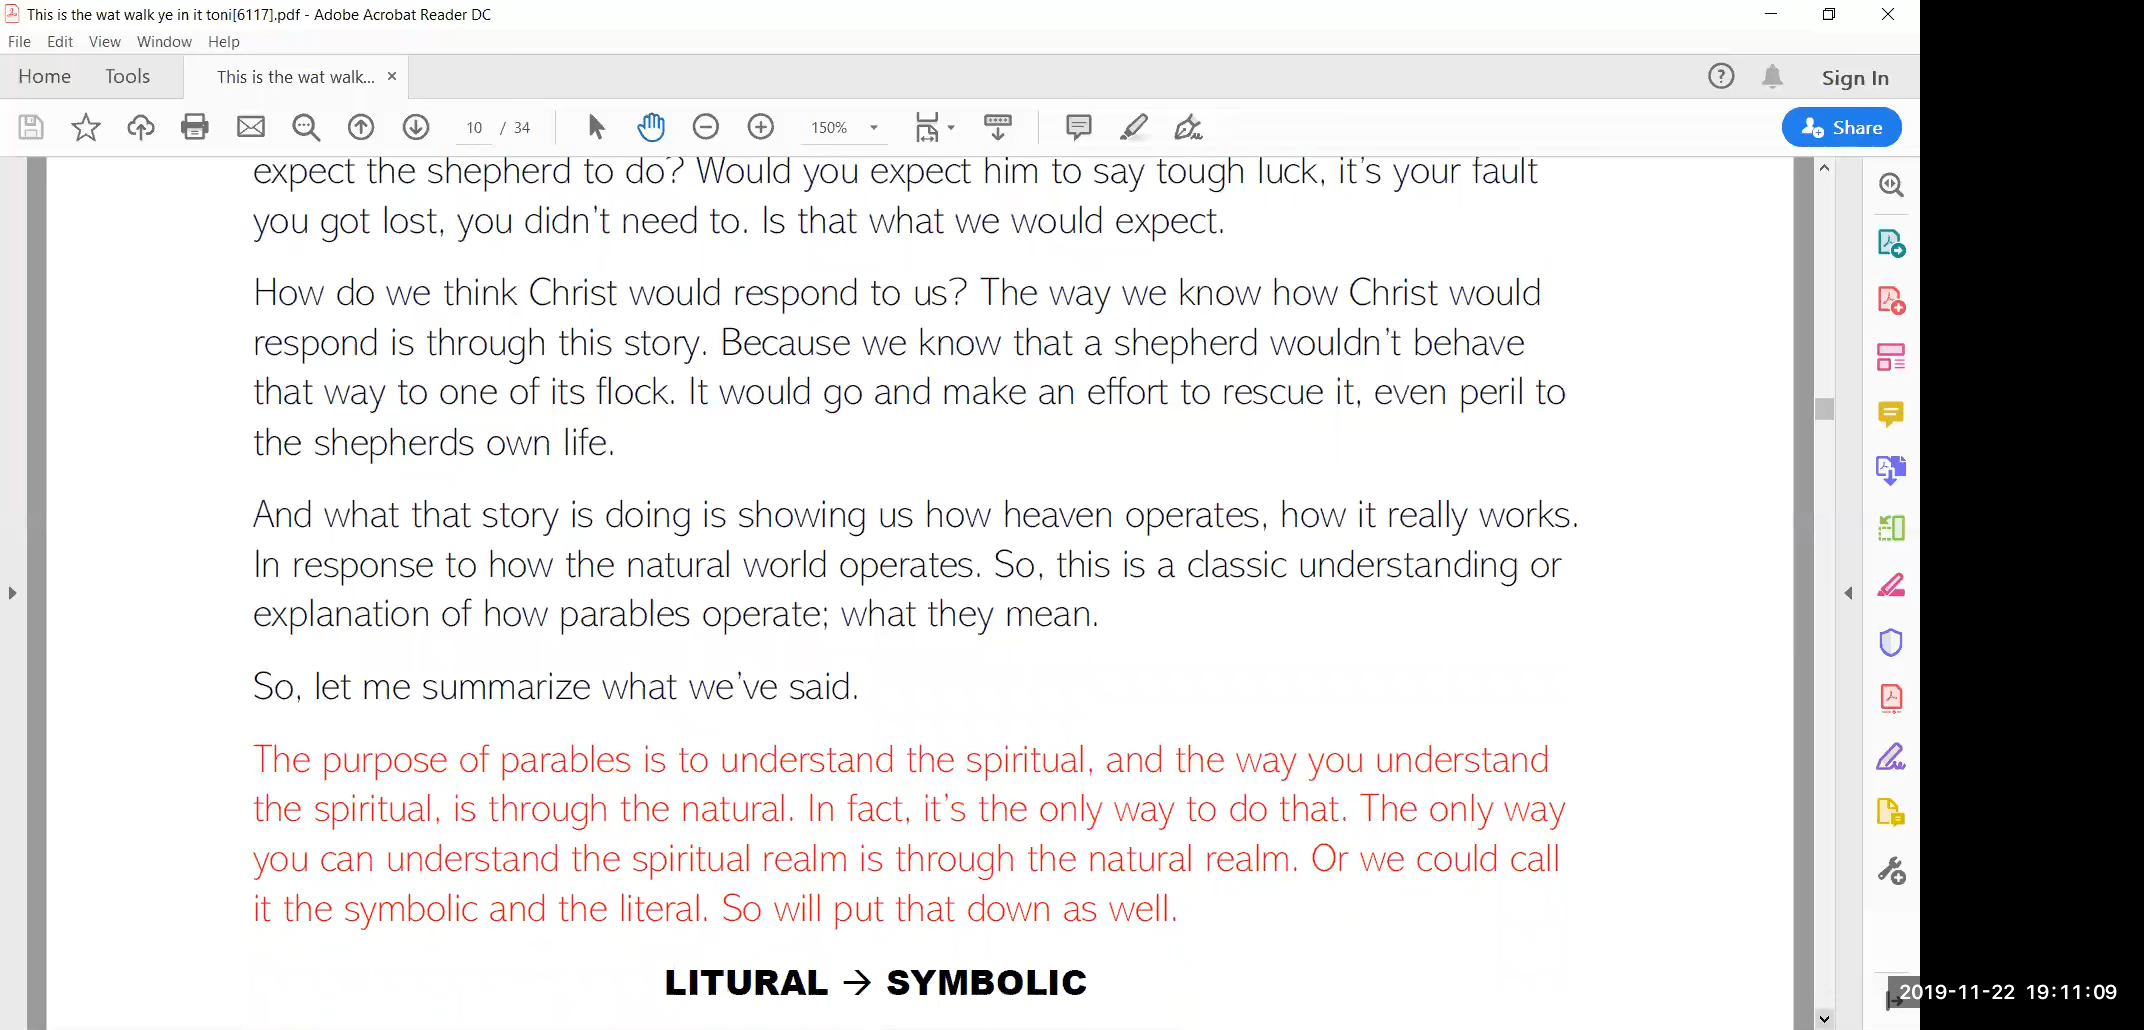 This is the wat walk ye in it toni[6117].pdf - Adobe Acrobat Reader DC
File Edit View Window Help
Home Tools This is the wat walk... × Sign In
10 / 34 150% Share
expect the shepherd to do? Would you expect him to say tough luck, it's your fault
you got lost, you didn't need to. Is that what we would expect.
How do we think Christ would respond to us? The way we know how Christ would
respond is through this story. Because we know that a shepherd wouldn't behave
that way to one of its flock. It would go and make an effort to rescue it, even peril to
the shepherds own life.
And what that story is doing is showing us how heaven operates, how it really works.
In response to how the natural world operates. So, this is a classic understanding or
explanation of how parables operate; what they mean.
So, let me summarize what we've said.
The purpose of parables is to understand the spiritual, and the way you understand
the spiritual, is through the natural. In fact, it's the only way to do that. The only way
you can understand the spiritual realm is through the natural realm. Or we could call
it the symbolic and the literal. So will put that down as well.
LITURAL → SYMBOLIC
2019-11-22 19:11:09